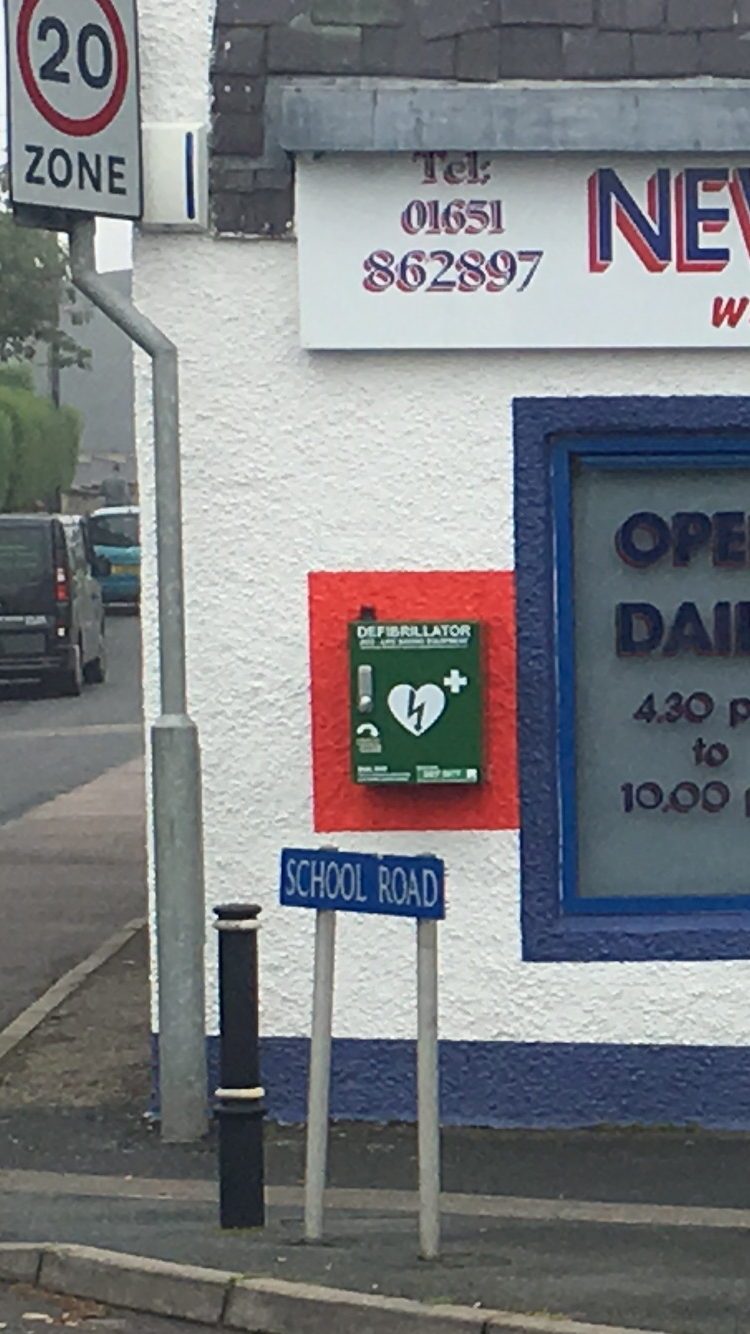 20
ZONE
Tel:
01651
862897
NEW
W
OPE
DAI
4.30 p
to
10.00
DEFIBRILLATOR
SCHOOL ROAD